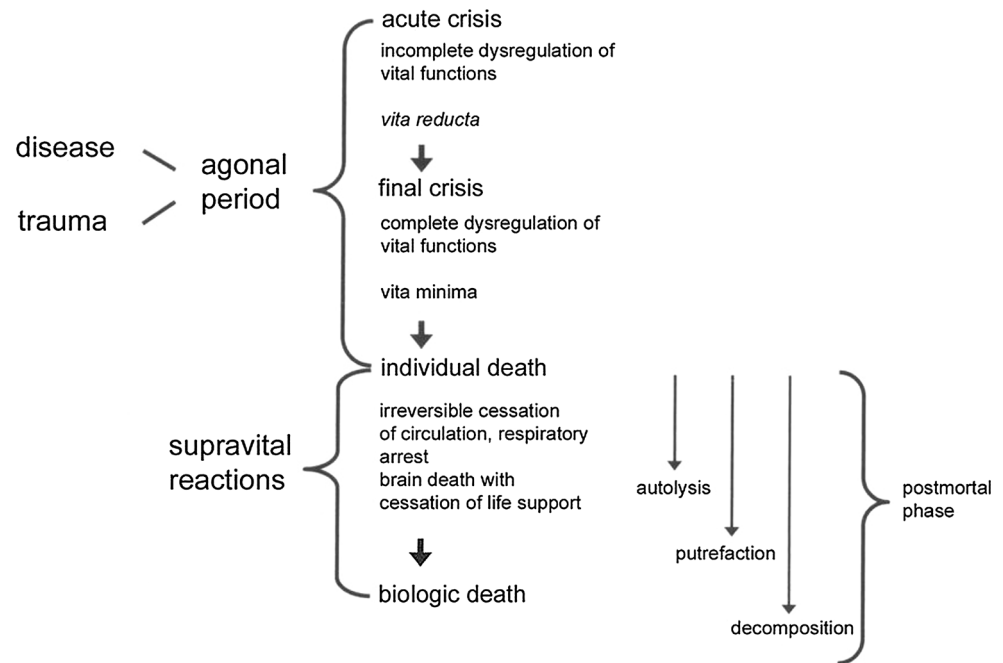 acute crisis
incomplete dysregulation of
vital functions
vita reducta
disease
trauma
agonal
period
final crisis
complete dysregulation of
vital functions
vita minima
individual death
irreversible cessation
of circulation, respiratory
arrest
brain death with
cessation of life support
supravital
reactions
biologic death
autolysis
putrefaction
decomposition
postmortal
phase